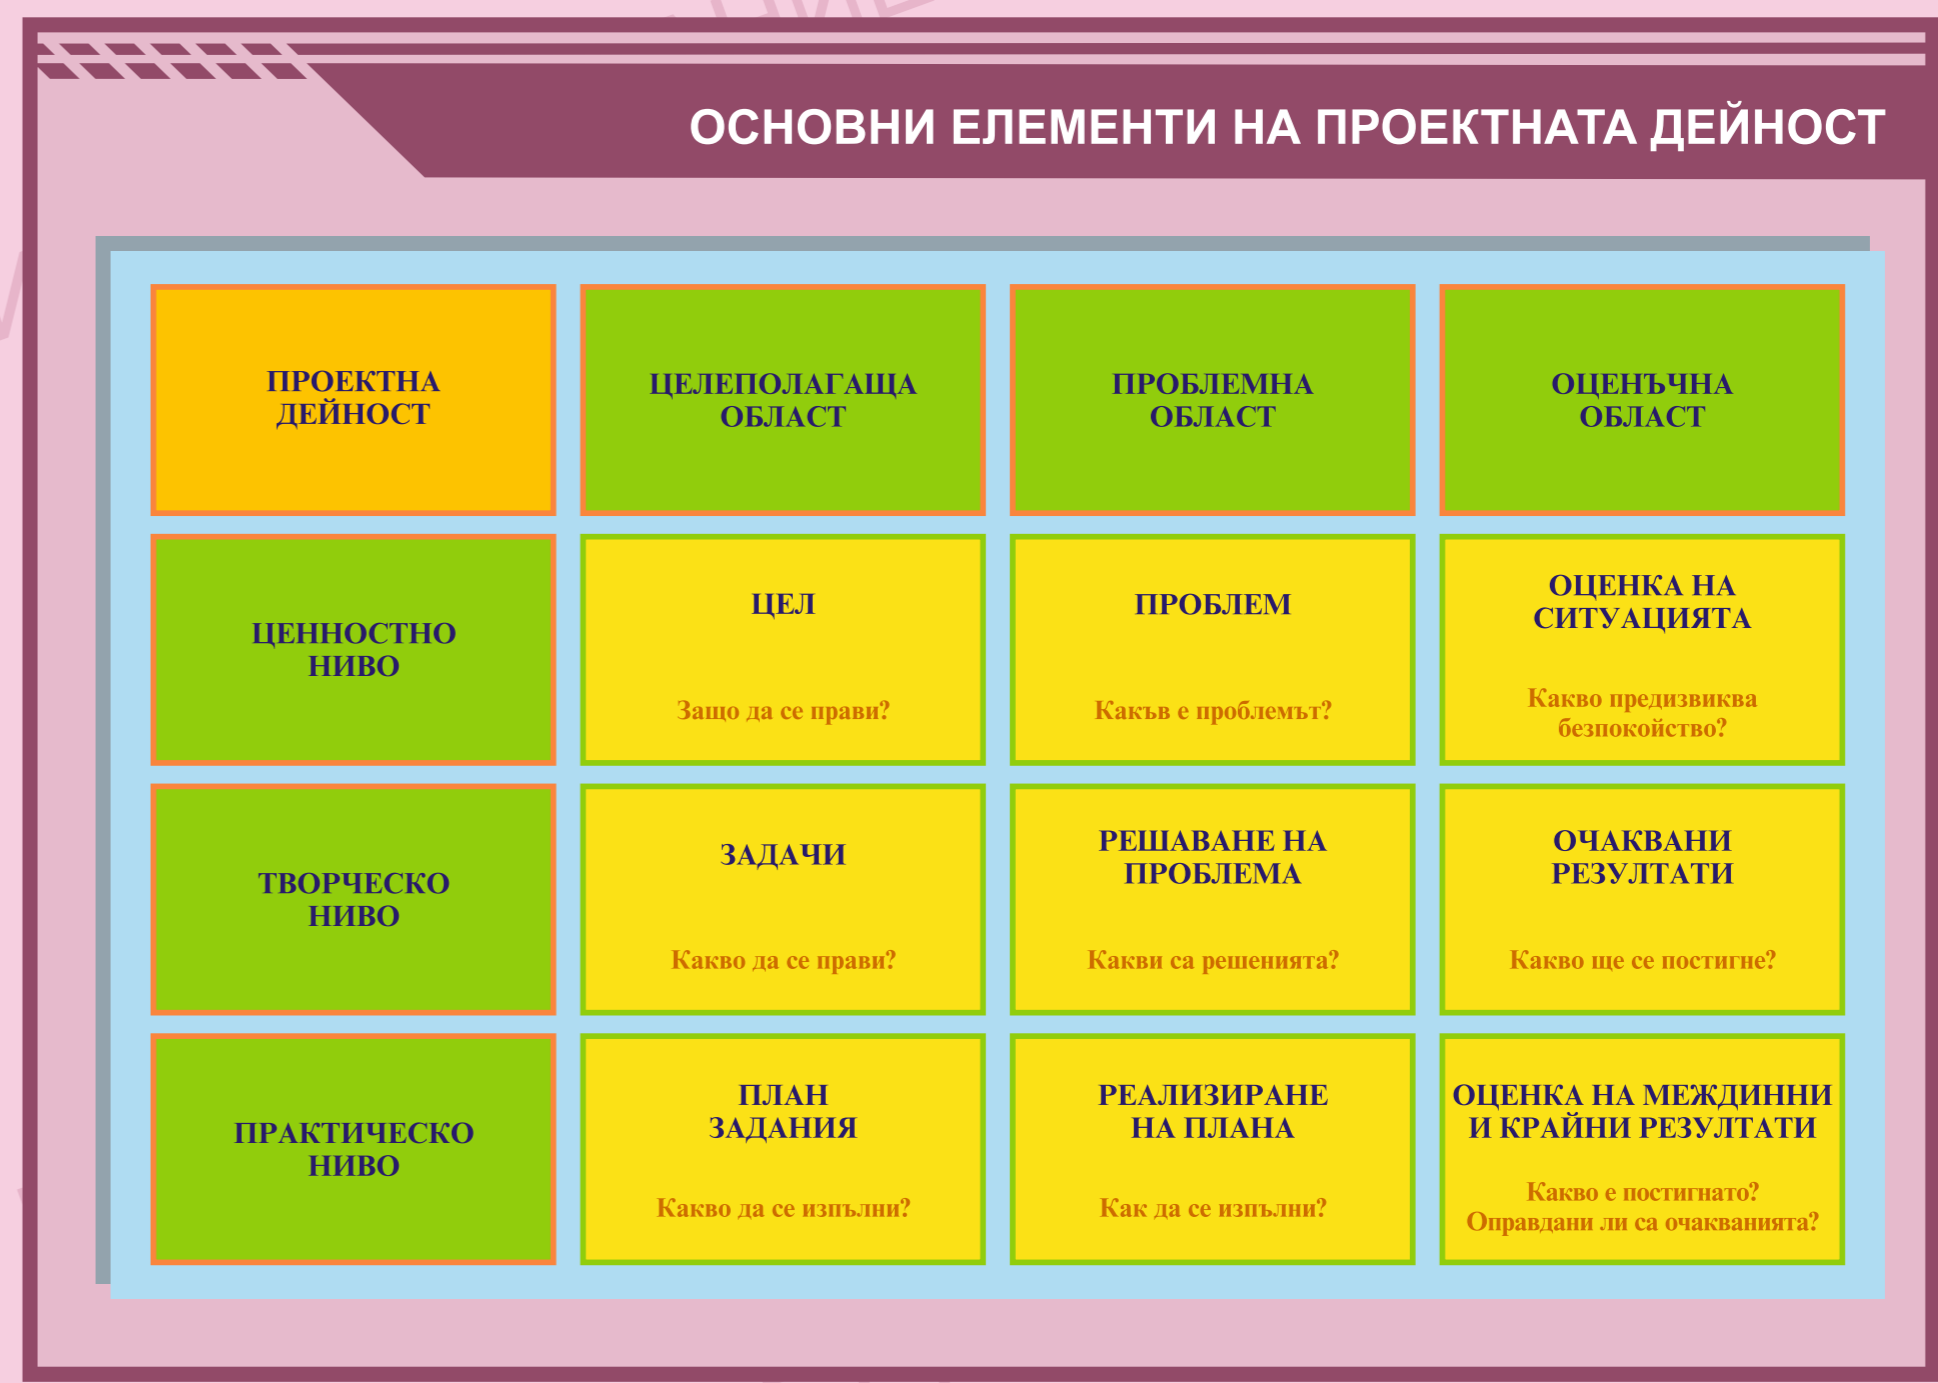 ОСНОВНИ ЕЛЕМЕНТИ НА ПРОЕКТНАТА ДЕЙНОСТ
ПРОЕКТНА
ДЕЙНОСТ
ЦЕЛЕПОЛАГАЩА
ОБЛАСТ
ПРОБЛЕМНА
ОБЛАСТ
ОЦЕНЪЧНА
ОБЛАСТ
ЦЕННОСТНО
НИВО
ЦЕЛ
Защо да се прави?
ПРОБЛЕМ
Какъв е проблемът?
ОЦЕНКА НА
СИТУАЦИЯТА
Какво предизвиква
безпокойство?
ТВОРЧЕСКО
НИВО
ЗАДАЧИ
Какво да се прави?
РЕШАВАНЕ НА
ПРОБЛЕМА
Какви са решенията?
ОЧАКВАНИ
РЕЗУЛТАТИ
Какво ще се постигне?
ПРАКТИЧЕСКО
НИВО
ПЛАН
ЗАДАНИЯ
Какво да се изпълни?
РЕАЛИЗИРАНЕ
НА ПЛАНА
Как да се изпълни?
ОЦЕНКА НА МЕЖДИННИ
И КРАЙНИ РЕЗУЛТАТИ
Какво е постигнато?
Оправдани ли са очакванията?